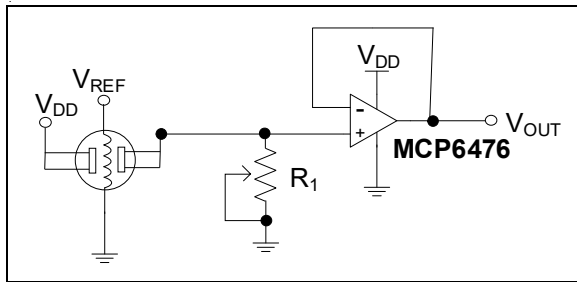 V_REF
V_DD
V_DD
-
+
MCP6476
V_OUT
R_1